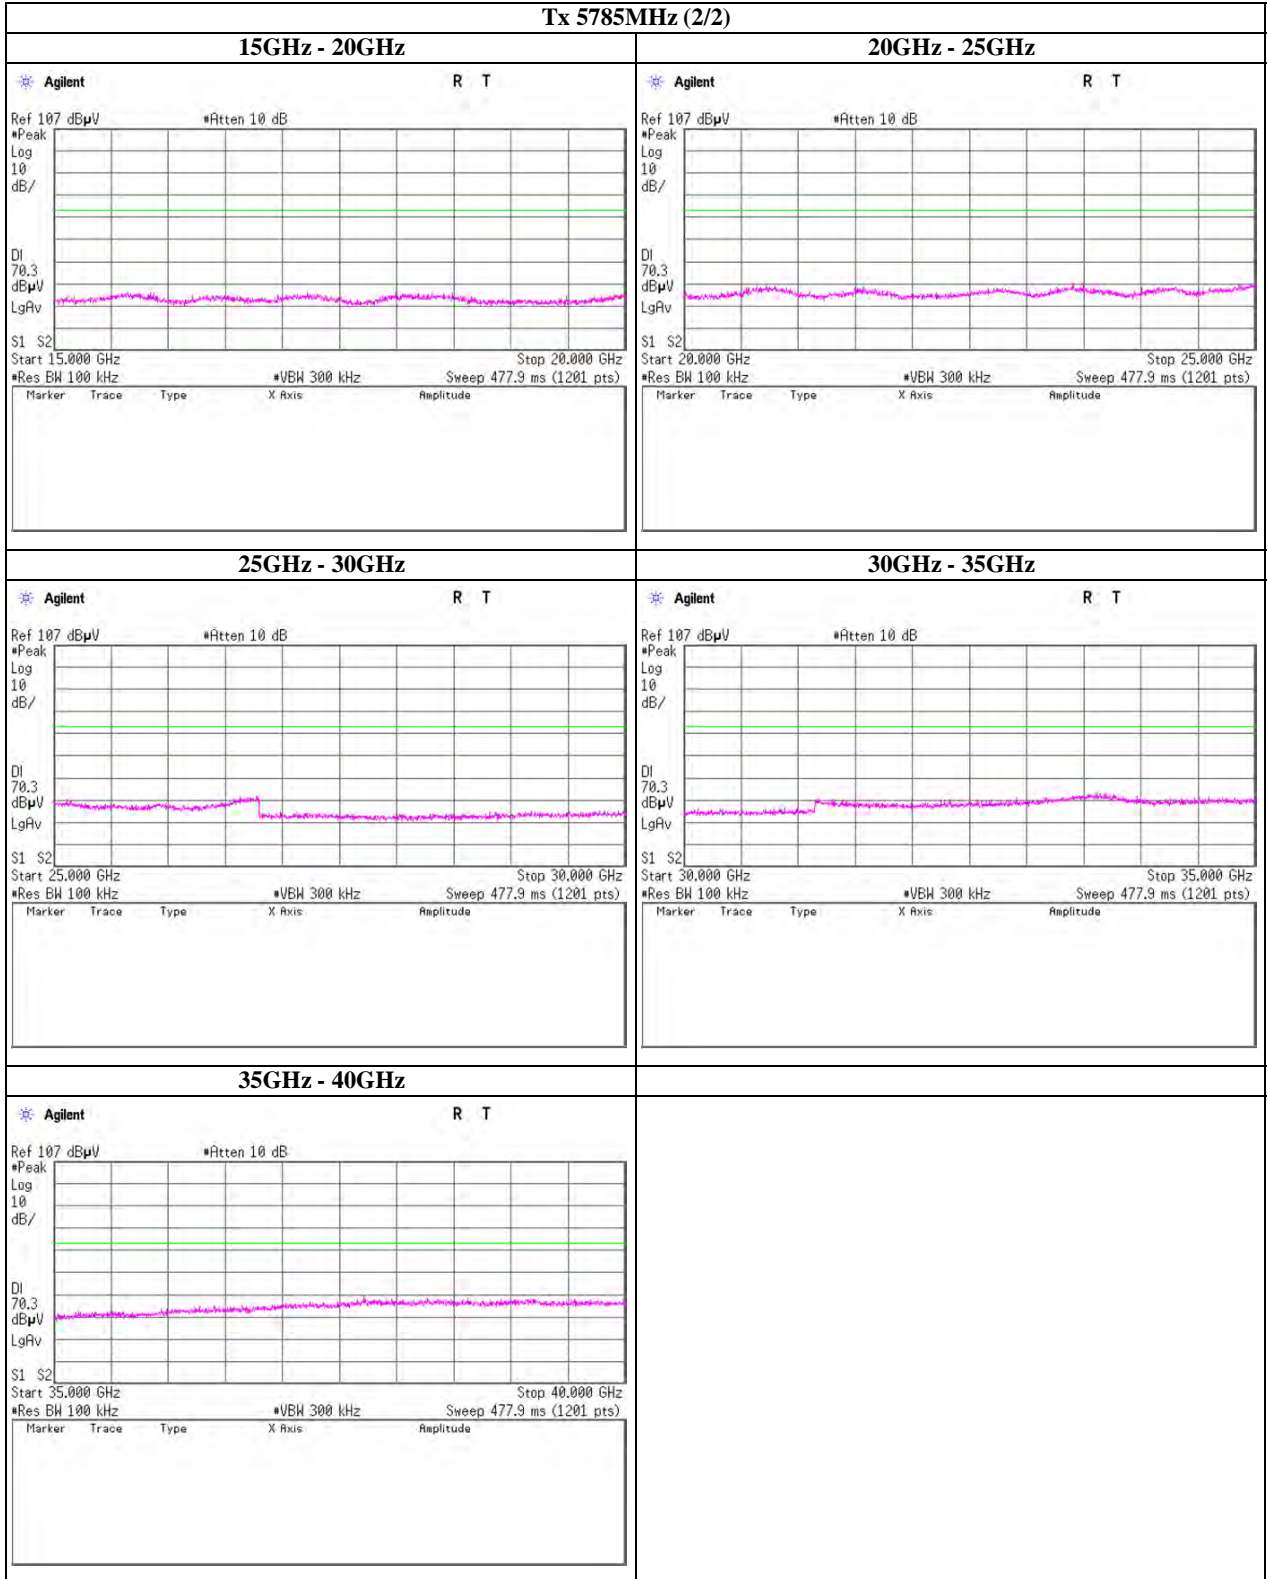 Tx 5785MHz (2/2)
15GHz - 20GHz
Agilent R T
Ref 107 dBµV #Atten 10 dB
#Peak
Log
10
dB/
DI
70.3
dBµV
LgAv
S1 S2
Start 15.000 GHz Stop 20.000 GHz
#Res BW 100 kHz #VBW 300 kHz Sweep 477.9 ms (1201 pts)
Marker Trace Type X Axis Amplitude
20GHz - 25GHz
Agilent R T
Ref 107 dBµV #Atten 10 dB
#Peak
Log
10
dB/
DI
70.3
dBµV
LgAv
S1 S2
Start 20.000 GHz Stop 25.000 GHz
#Res BW 100 kHz #VBW 300 kHz Sweep 477.9 ms (1201 pts)
Marker Trace Type X Axis Amplitude
25GHz - 30GHz
Agilent R T
Ref 107 dBµV #Atten 10 dB
#Peak
Log
10
dB/
DI
70.3
dBµV
LgAv
S1 S2
Start 25.000 GHz Stop 30.000 GHz
#Res BW 100 kHz #VBW 300 kHz Sweep 477.9 ms (1201 pts)
Marker Trace Type X Axis Amplitude
30GHz - 35GHz
Agilent R T
Ref 107 dBµV #Atten 10 dB
#Peak
Log
10
dB/
DI
70.3
dBµV
LgAv
S1 S2
Start 30.000 GHz Stop 35.000 GHz
#Res BW 100 kHz #VBW 300 kHz Sweep 477.9 ms (1201 pts)
Marker Trace Type X Axis Amplitude
35GHz - 40GHz
Agilent R T
Ref 107 dBµV #Atten 10 dB
#Peak
Log
10
dB/
DI
70.3
dBµV
LgAv
S1 S2
Start 35.000 GHz Stop 40.000 GHz
#Res BW 100 kHz #VBW 300 kHz Sweep 477.9 ms (1201 pts)
Marker Trace Type X Axis Amplitude